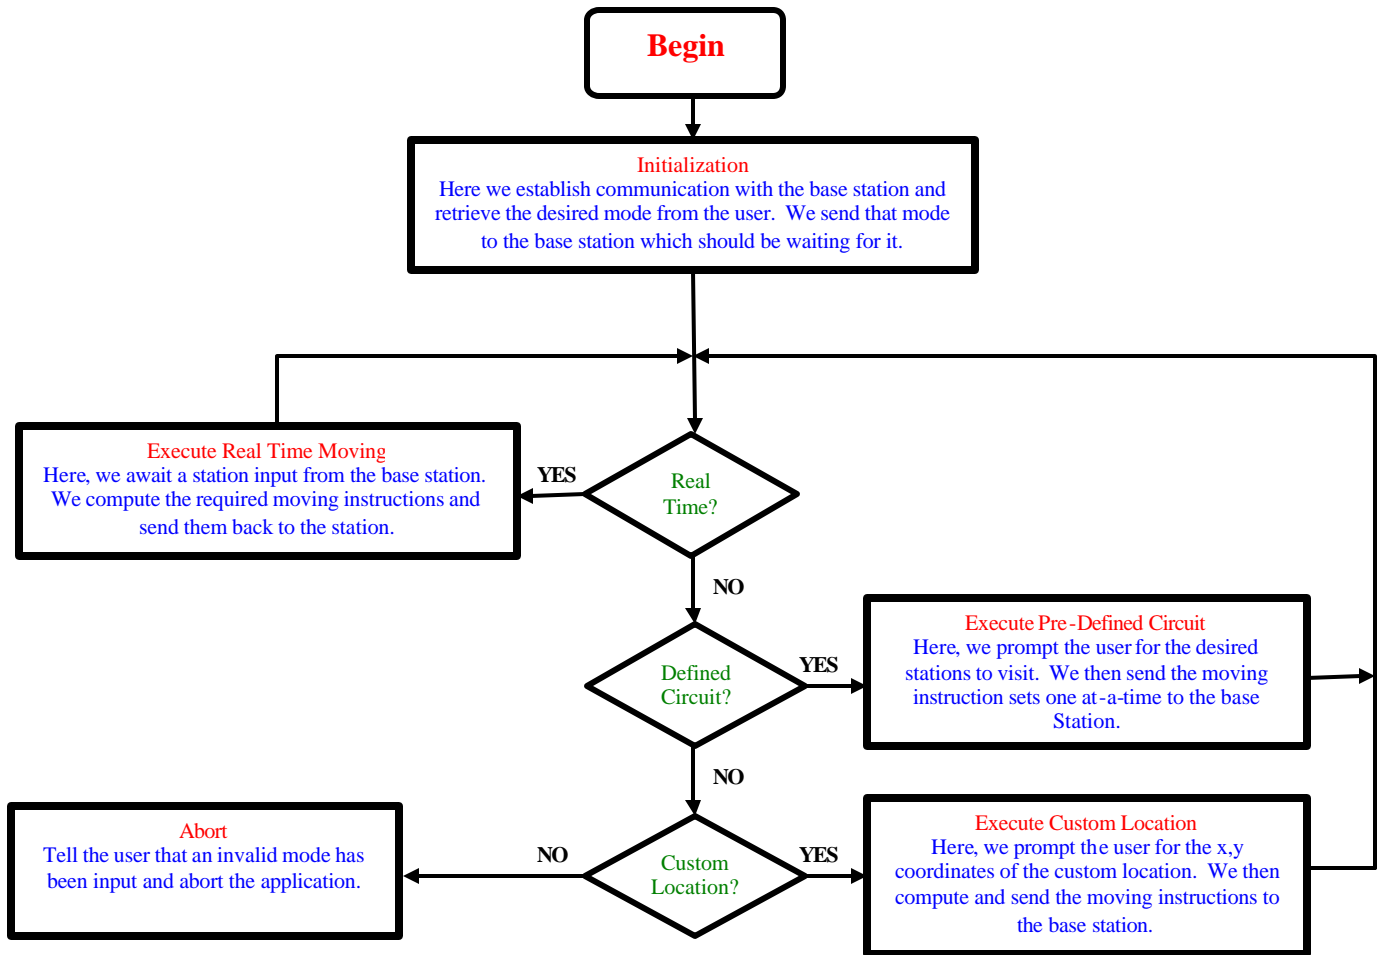 Begin
Initialization
Here we establish communication with the base station and
retrieve the desired mode from the user. We send that mode
to the base station which should be waiting for it.
Execute Real Time Moving
Here, we await a station input from the base station.
We compute the required moving instructions and
send them back to the station.
YES
Real
Time?
NO
Defined
Circuit?
YES
Execute Pre-Defined Circuit
Here, we prompt the user for the desired
stations to visit. We then send the moving
instruction sets one at-a-time to the base
Station.
NO
Abort
Tell the user that an invalid mode has
been input and abort the application.
NO
Custom
Location?
YES
Execute Custom Location
Here, we prompt the user for the x,y
coordinates of the custom location. We then
compute and send the moving instructions to
the base station.